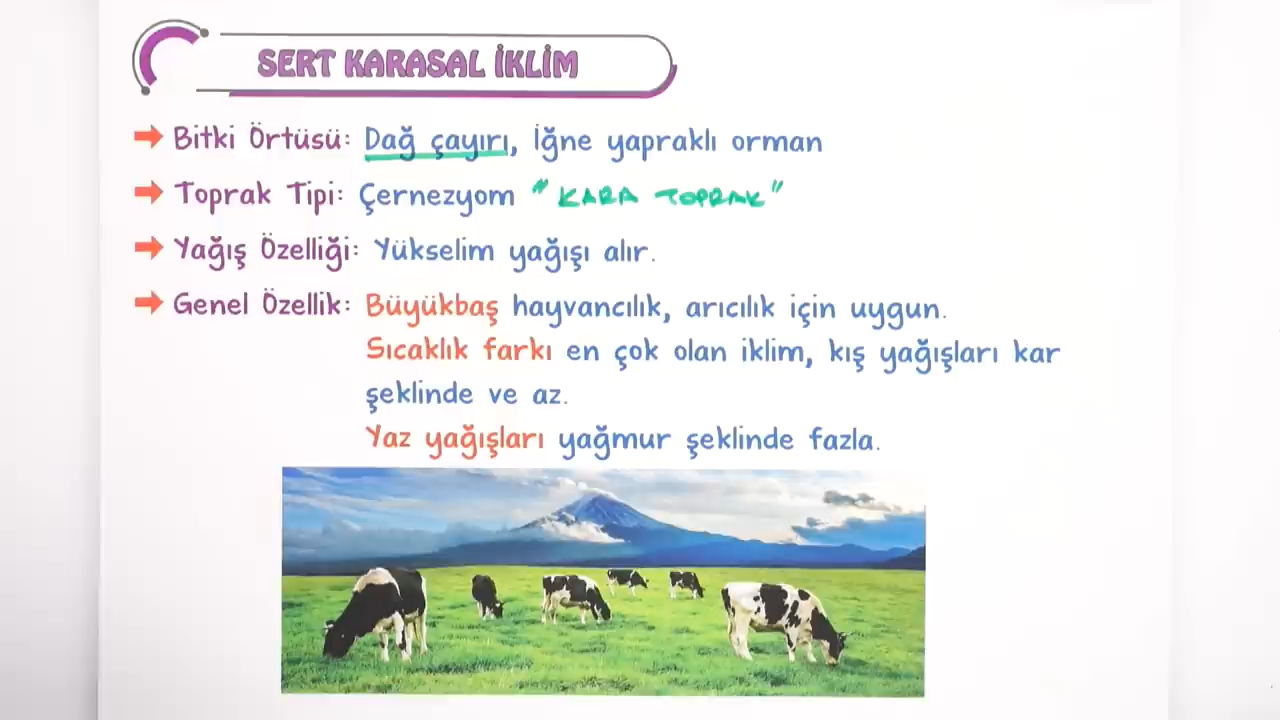 SERT KARASAL İKLİM
Bitki Örtüsü: Dağ çayırı, İğne yapraklı orman
Toprak Tipi: Çernezyom "KARA TOPRAK"
Yağış Özelliği: Yükselim yağışı alır.
Genel Özellik: Büyükbaş hayvancılık, arıcılık için uygun.
Sıcaklık farkı en çok olan iklim, kış yağışları kar
şeklinde ve az.
Yaz yağışları yağmur şeklinde fazla.